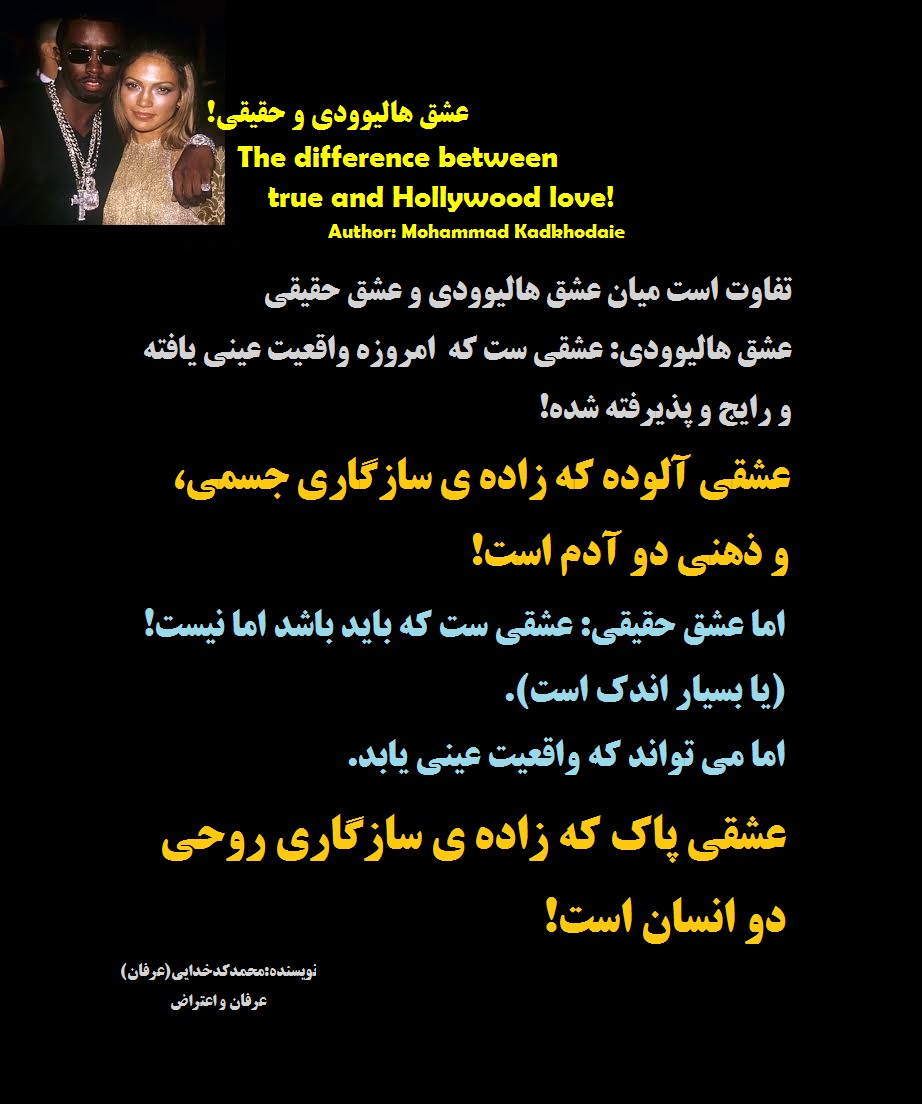 عشق هالیوودی و حقیقی!
The difference between
true and Hollywood love!
Author: Mohammad Kadkhodaie
تفاوت است میان عشق هالیوودی و عشق حقیقی
عشق هالیوودی: عشقی ست که امروزه واقعیت عینی یافته
و رایج و پذیرفته شده!
عشقی آلوده که زاده ی سازگاری جسمی،
و ذهنی دو آدم است!
اما عشق حقیقی: عشقی ست که باید باشد اما نیست!
(یا بسیار اندک است).
اما می تواند که واقعیت عینی یابد.
عشقی پاک که زاده ی سازگاری روحی
دو انسان است!
نویسنده:محمدکدخدایی(عرفان)
عرفان و اعتراض